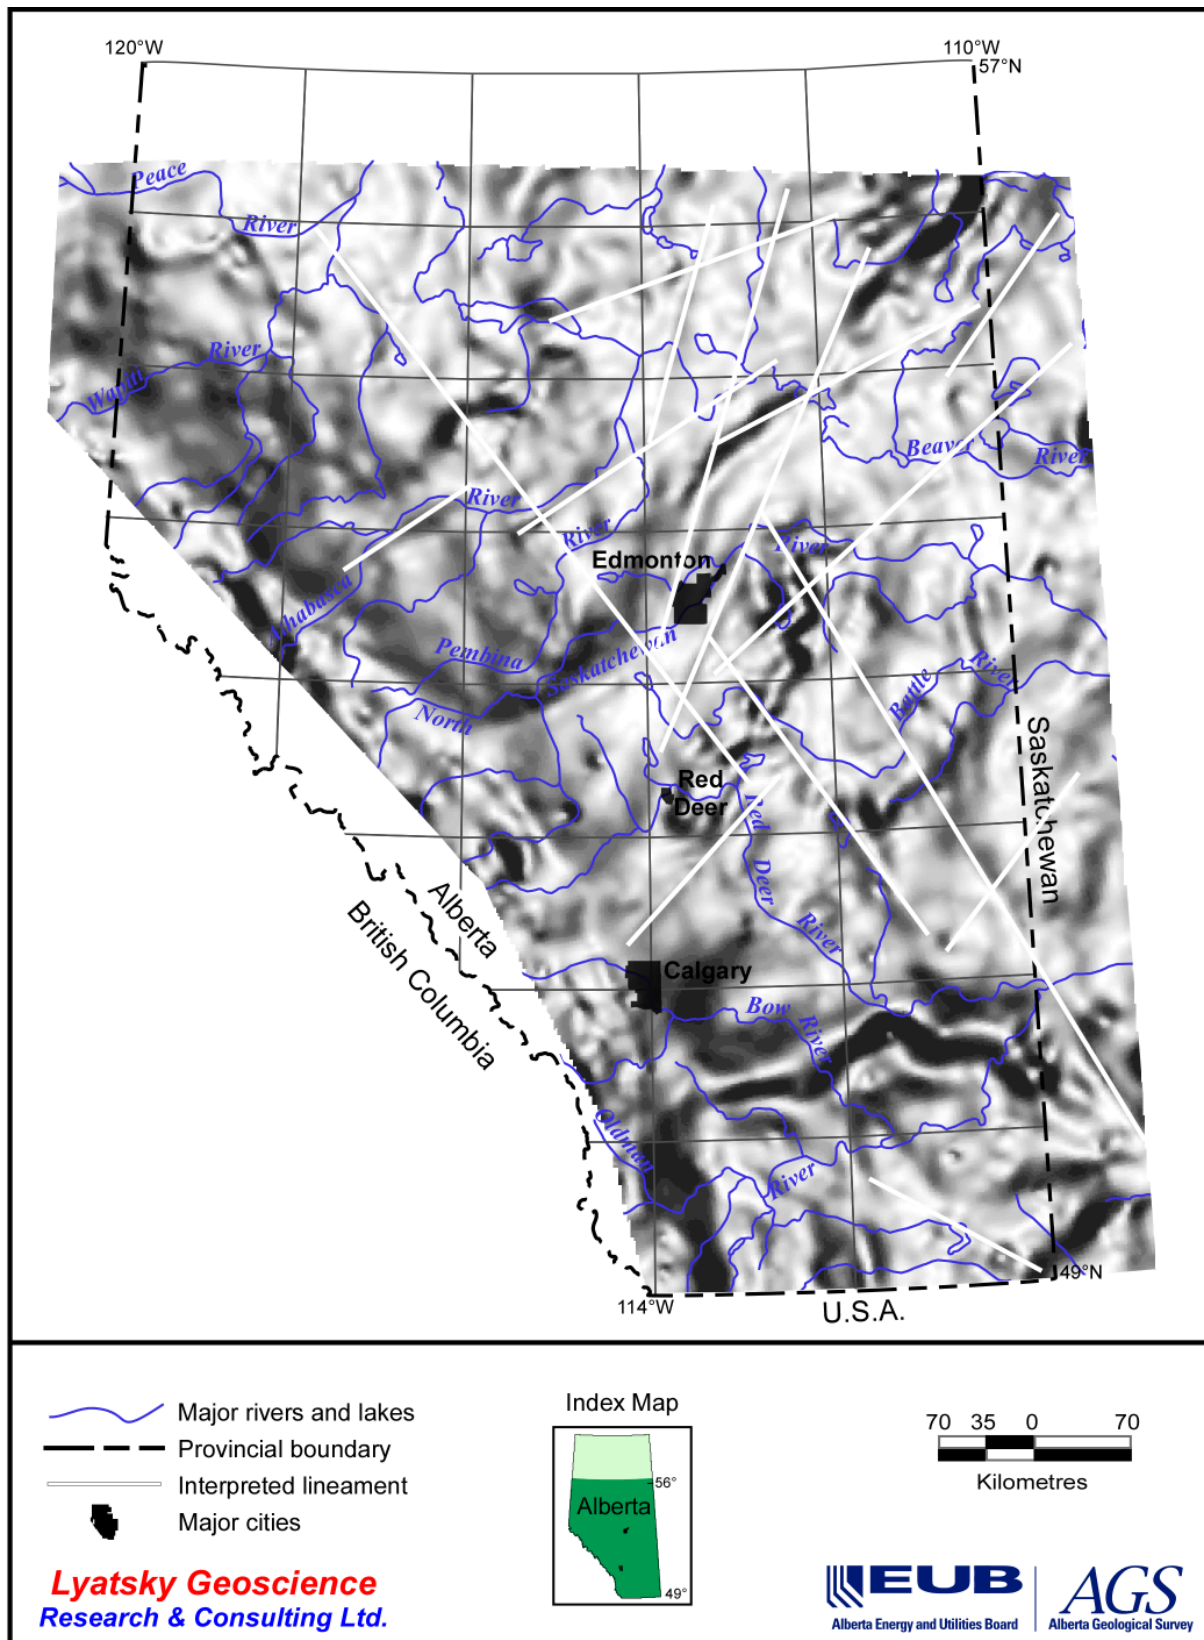 120°W
110°W
57°N
Peace
River
River
Wapiti
Beaver
River
River
River
Edmonton
River
Athabasca
Pembina
Saskatchewan
North
Battle
River
Saskatchewan
Red
Deer
Red
Deer
River
Alberta
British Columbia
Calgary
Bow
River
Oldman
River
49°N
114°W
U.S.A.
Major rivers and lakes
Provincial boundary
Interpreted lineament
Major cities
Index Map
56°
Alberta
49°
70 35 0 70
Kilometres
Lyatsky Geoscience
Research & Consulting Ltd.
EUB
Alberta Energy and Utilities Board
AGS
Alberta Geological Survey